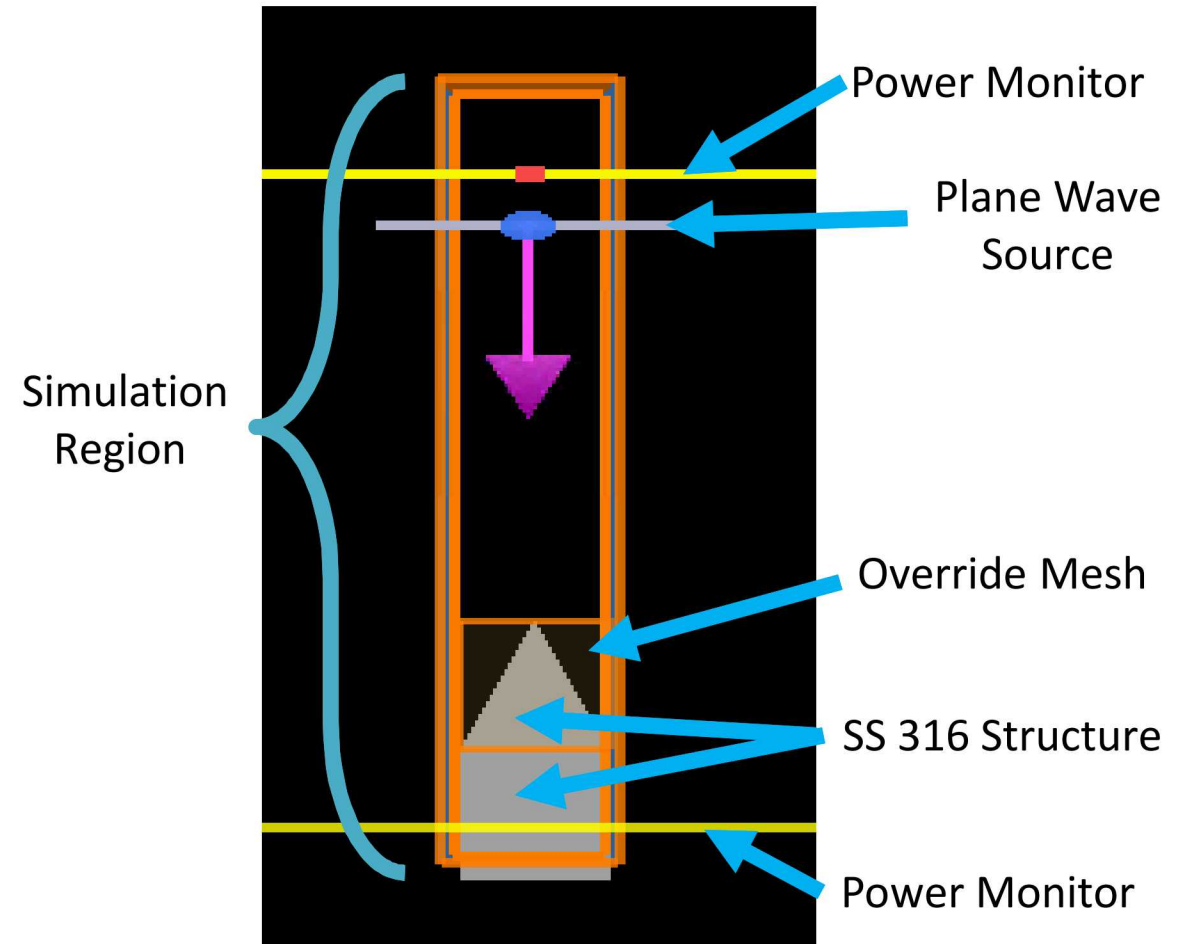 Power Monitor
Plane Wave
Source
Simulation
Region
Override Mesh
SS 316 Structure
Power Monitor